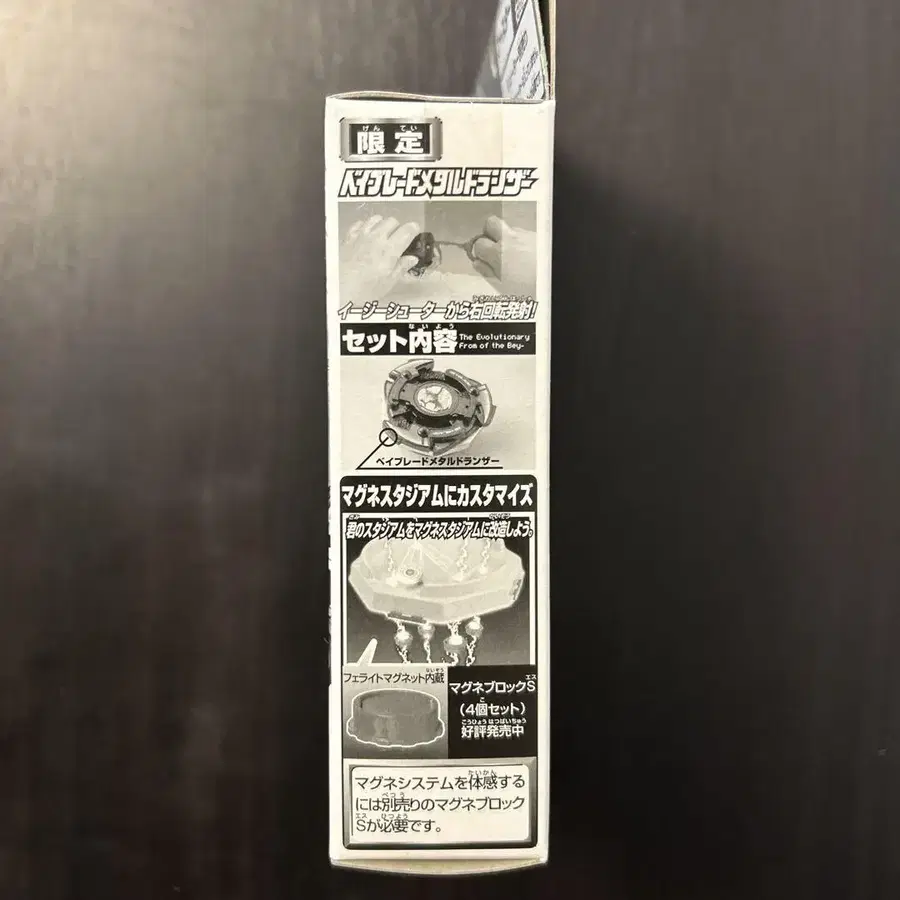 限定
ベイブレードメタルドランザー
イージーシューターから右回転発射!
セット内容
The Evolutionary
From of the Bey-
ベイブレードメタルドランザー
マグネスタジアムにカスタマイズ
君のスタジアムをマグネスタジアムに改造しよう。
フェライトマグネット内蔵
マグネブロックS
(4個セット)
好評発売中
マグネシステムを体感する
には別売りのマグネブロック
Sが必要です。